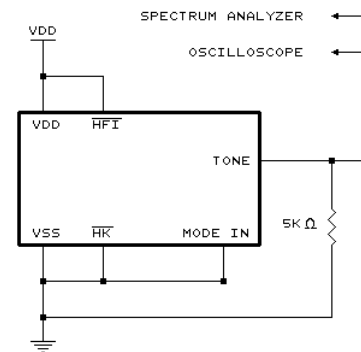 SPECTRUM ANALYZER
VDD
OSCILLOSCOPE
VDD HFI
TONE
VSS HK MODE IN
5KΩ